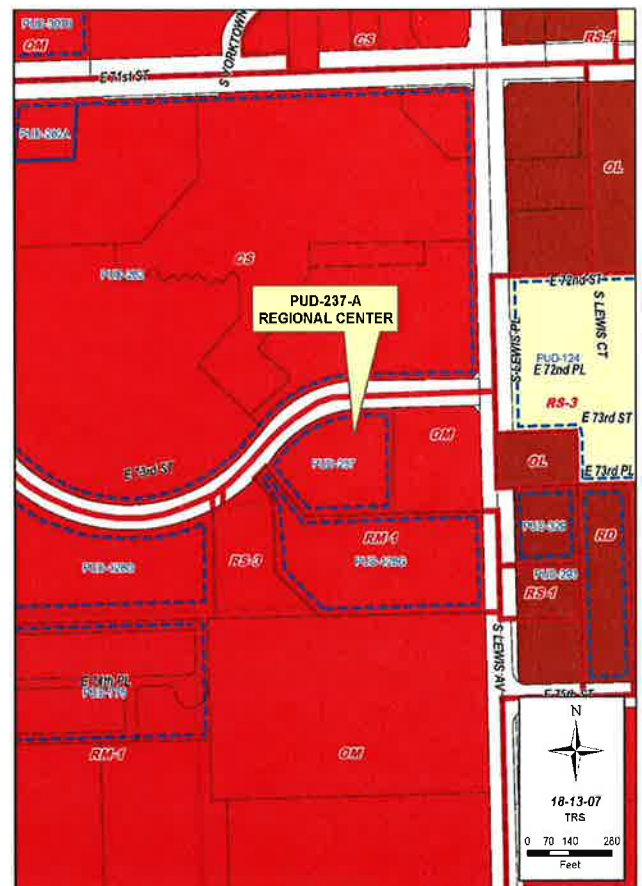 OM
S YORKTOWN
CS
RS-1
E 71st ST
OL
CS
E 72nd ST
S LEWIS PL
S LEWIS CT
PUD-237-A
REGIONAL CENTER
PUD-124
E 72nd PL
RS-3
E 73rd ST
OM
E 73rd ST
PUD-237
OL
E 73rd PL
RM-1
RD
RS-3
RS-1
S LEWIS AV
E 74th PL
E 75th ST
RM-1
OM
N
18-13-07
TRS
0 70 140 280
Feet